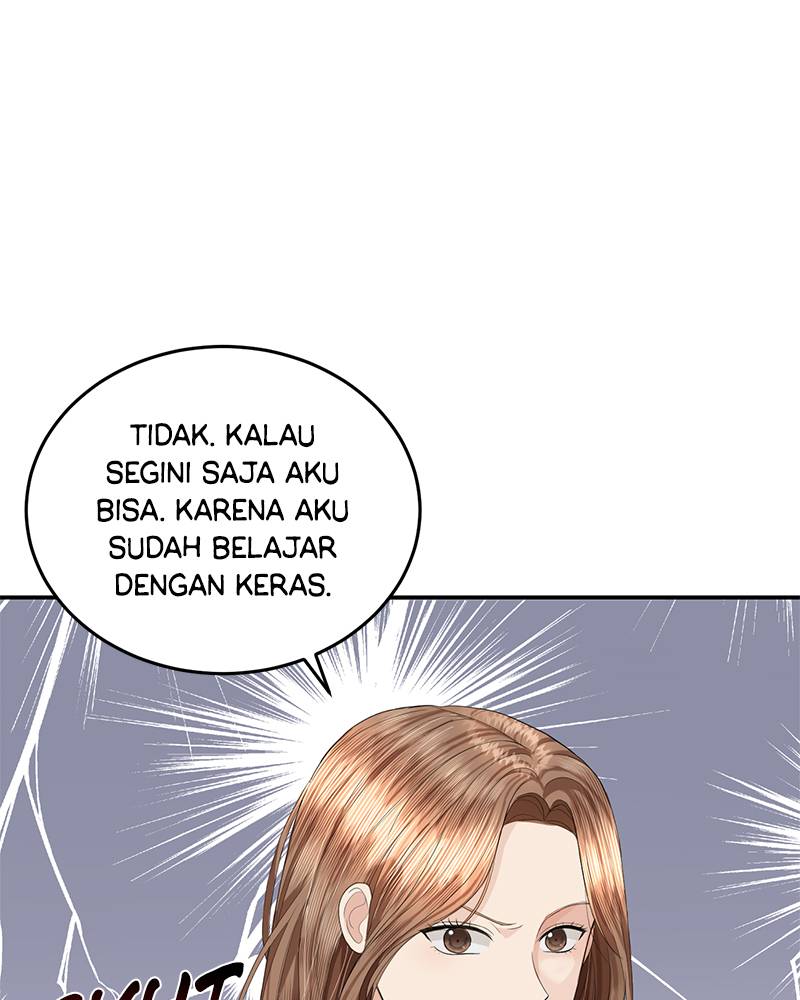 TIDAK. KALAU
SEGINI SAJA AKU
BISA. KARENA AKU
SUDAH BELAJAR
DENGAN KERAS.